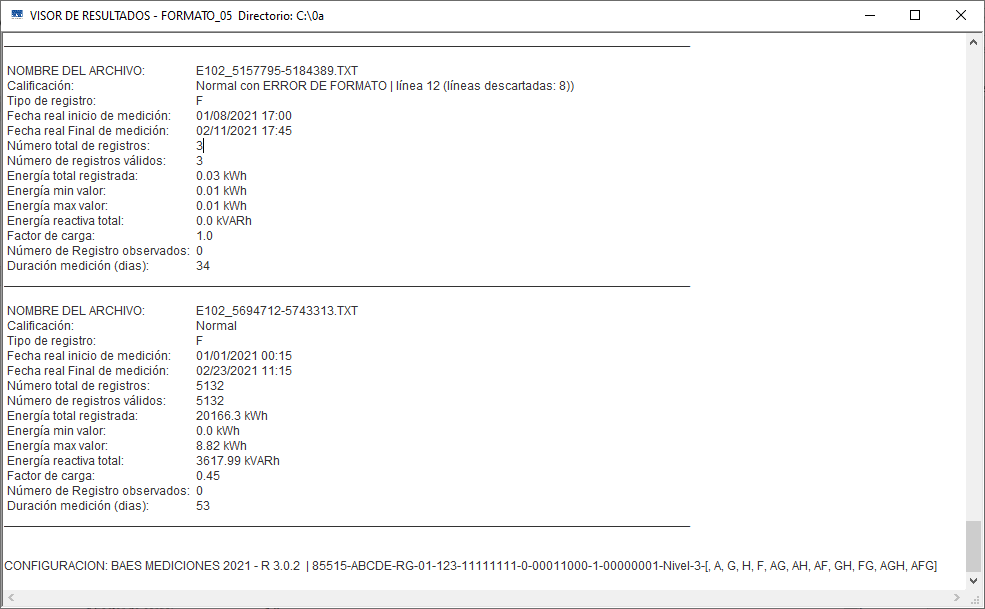 VISOR DE RESULTADOS - FORMATO_05 Directorio: C:\0a
NOMBRE DEL ARCHIVO: E102_5157795-5184389.TXT
Calificación: Normal con ERROR DE FORMATO | línea 12 (líneas descartadas: 8))
Tipo de registro: F
Fecha real inicio de medición: 01/08/2021 17:00
Fecha real Final de medición: 02/11/2021 17:45
Número total de registros: 3
Número de registros válidos: 3
Energía total registrada: 0.03 kWh
Energía min valor: 0.01 kWh
Energía max valor: 0.01 kWh
Energía reactiva total: 0.0 kVARh
Factor de carga: 1.0
Número de Registro observados: 0
Duración medición (dias): 34
NOMBRE DEL ARCHIVO: E102_5694712-5743313.TXT
Calificación: Normal
Tipo de registro: F
Fecha real inicio de medición: 01/01/2021 00:15
Fecha real Final de medición: 02/23/2021 11:15
Número total de registros: 5132
Número de registros válidos: 5132
Energía total registrada: 20166.3 kWh
Energía min valor: 0.0 kWh
Energía max valor: 8.82 kWh
Energía reactiva total: 3617.99 kVARh
Factor de carga: 0.45
Número de Registro observados: 0
Duración medición (dias): 53
CONFIGURACION: BAES MEDICIONES 2021 - R 3.0.2 | 85515-ABCDE-RG-01-123-11111111-0-00011000-1-00000001-Nivel-3-[, A, G, H, F, AG, AH, AF, GH, FG, AGH, AFG]